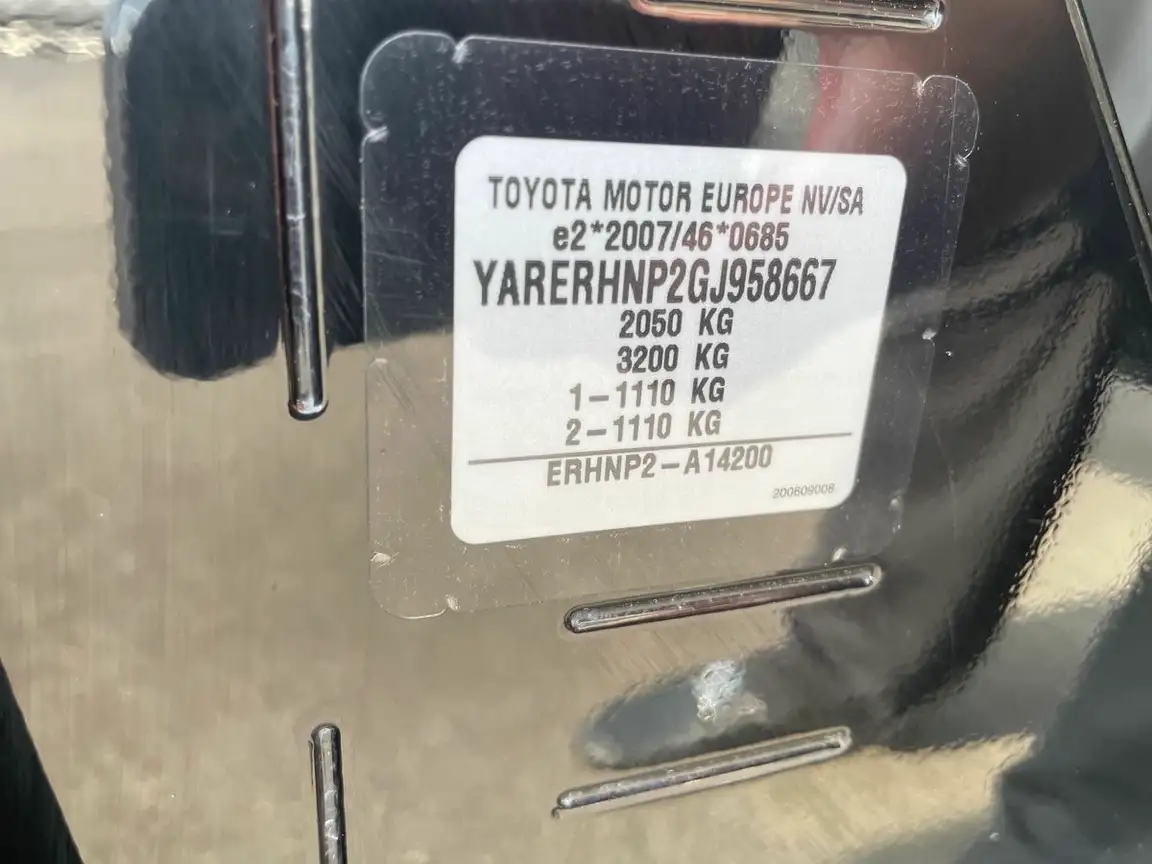 TOYOTA MOTOR EUROPE NV/SA
e2*2007/46*0685
YARERHNP2GJ958667
2050 KG
3200 KG
1-1110 KG
2-1110 KG
ERHNP2-A14200
200609008